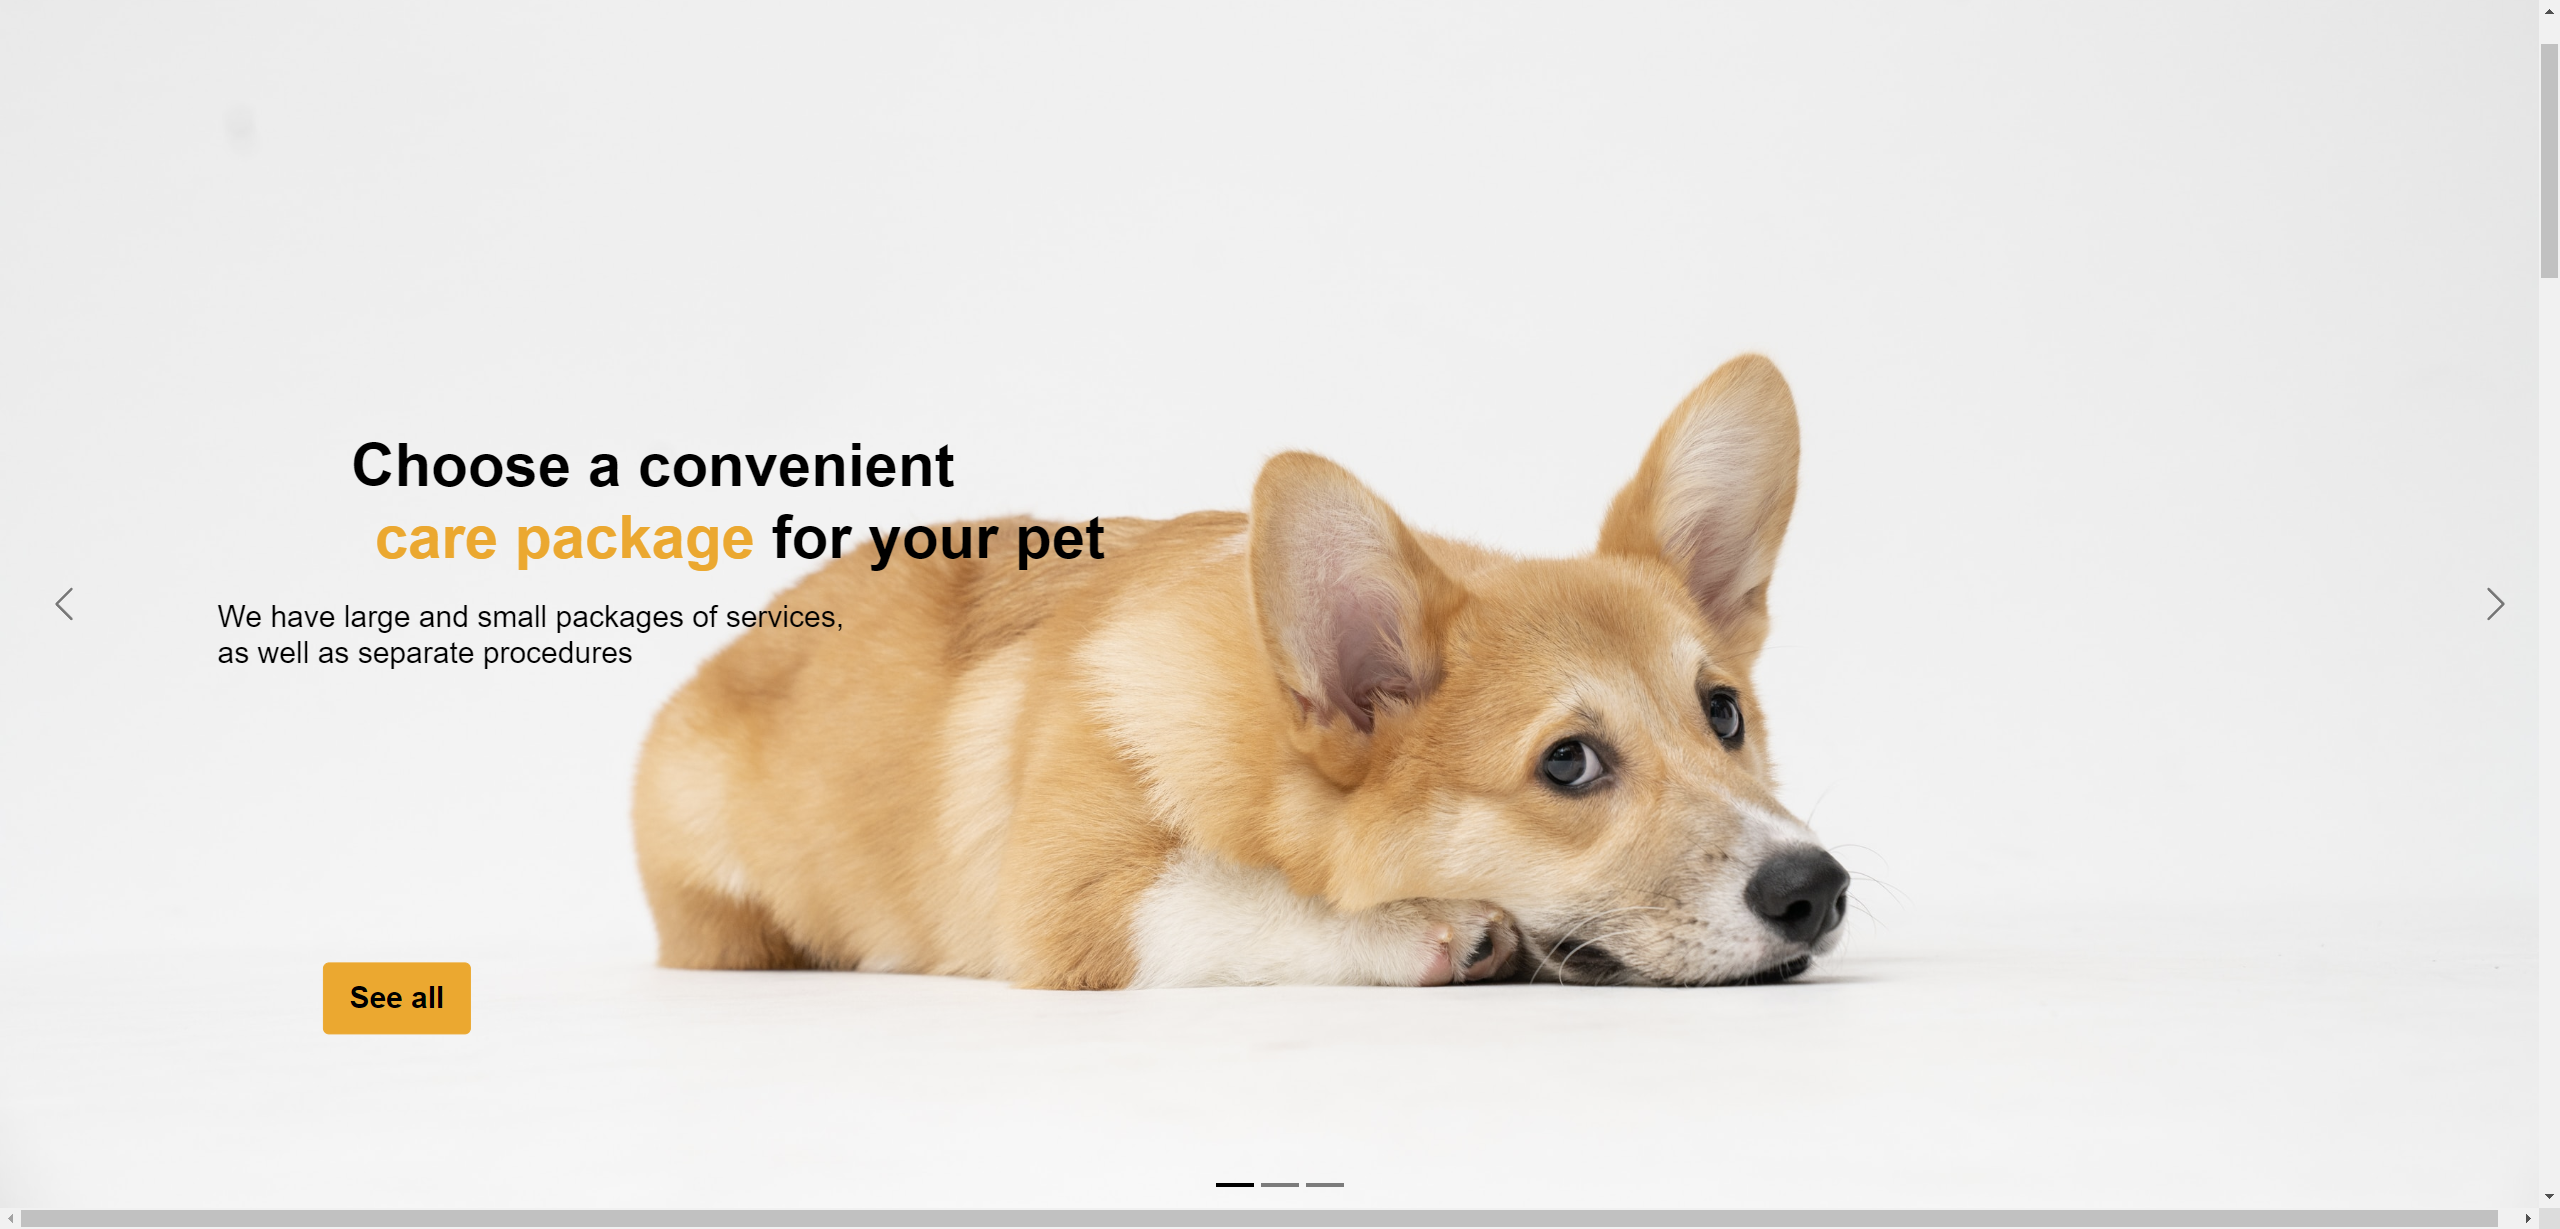 Choose a convenient
care package for your pet
We have large and small packages of services,
as well as separate procedures
See all